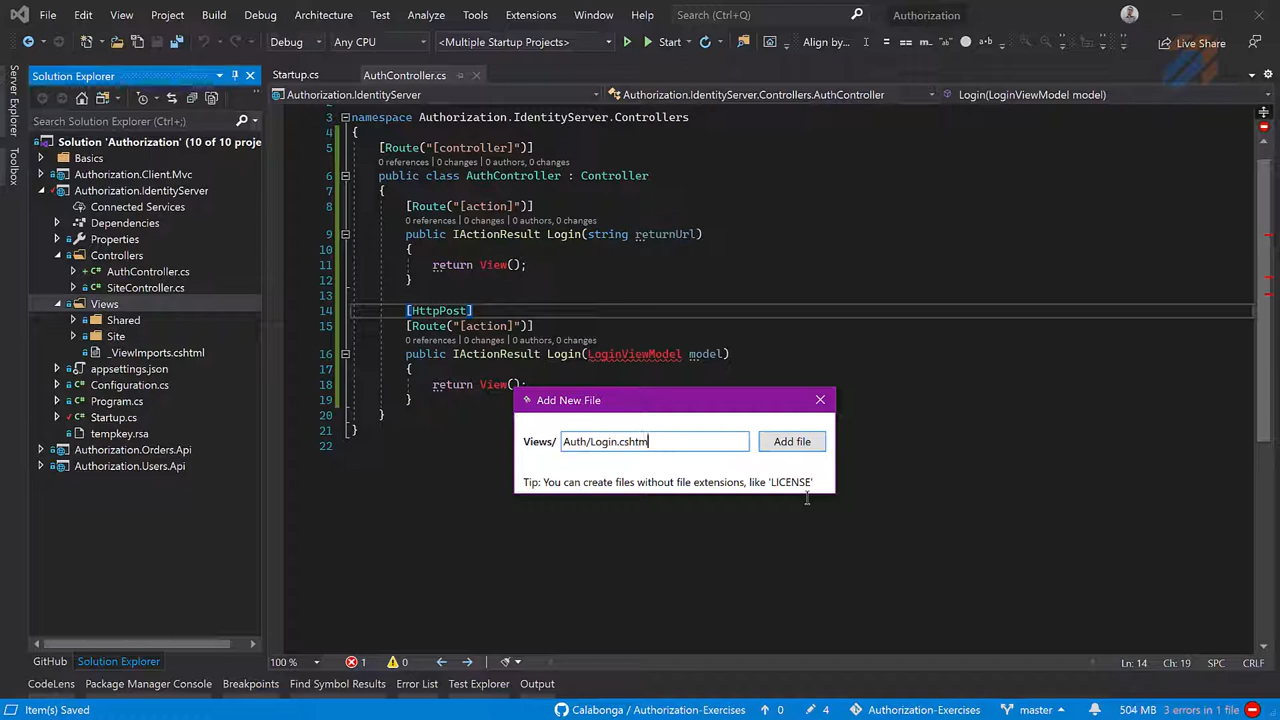 File Edit View Project Build Debug Architecture Test Analyze Tools Extensions Window Help Search (Ctrl+Q) Authorization
Debug Any CPU <Multiple Startup Projects> Start Align by... Live Share
Server Explorer
Toolbox
Solution Explorer
Search Solution Explorer (Ctrl+;)
Solution 'Authorization' (10 of 10 proje
Basics
Authorization.Client.Mvc
Authorization.IdentityServer
Connected Services
Dependencies
Properties
Controllers
AuthController.cs
SiteController.cs
Views
Shared
Site
_ViewImports.cshtml
appsettings.json
Configuration.cs
Program.cs
Startup.cs
tempkey.rsa
Authorization.Orders.Api
Authorization.Users.Api
GitHub Solution Explorer
Startup.cs AuthController.cs
Authorization.IdentityServer Authorization.IdentityServer.Controllers.AuthController Login(LoginViewModel model)
2
3 namespace Authorization.IdentityServer.Controllers
4 {
5 [Route("[controller]")]
0 references | 0 changes | 0 authors, 0 changes
6 public class AuthController : Controller
7 {
8 [Route("[action]")]
0 references | 0 changes | 0 authors, 0 changes
9 public IActionResult Login(string returnUrl)
10 {
11 return View();
12 }
13
14 [HttpPost]
15 [Route("[action]")]
0 references | 0 changes | 0 authors, 0 changes
16 public IActionResult Login(LoginViewModel model)
17 {
18 return View();
19 }
20 }
21 }
22
Add New File
Views/ Auth/Login.cshtm Add file
Tip: You can create files without file extensions, like 'LICENSE'
100 % 1 0 Ln: 14 Ch: 19 SPC CRLF
CodeLens Package Manager Console Breakpoints Find Symbol Results Error List Test Explorer Output
Item(s) Saved Calabonga / Authorization-Exercises 0 4 Authorization-Exercises master 504 MB 3 errors in 1 file